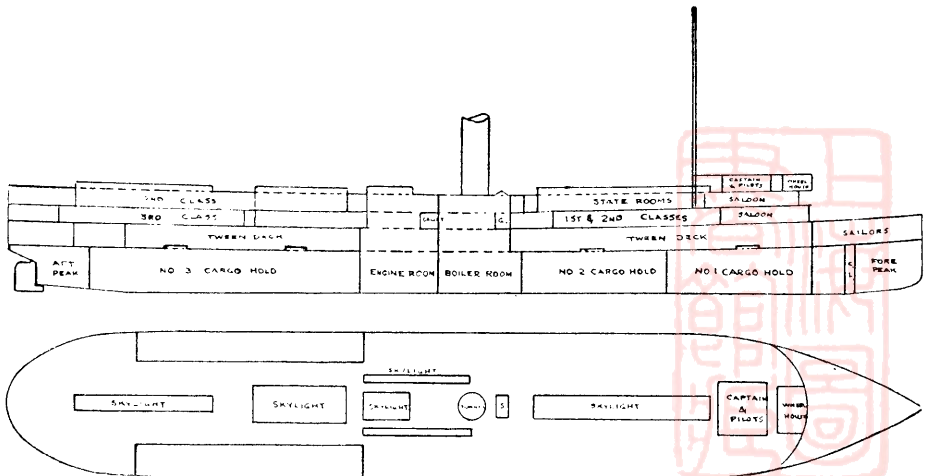 CAPTAIN
& PILOTS
WHEEL
HOUSE
2ND CLASS
STATE ROOMS
SALOON
3RD CLASS
1ST & 2ND CLASSES
SALOON
TWEEN DECK
TWEEN DECK
SAILORS
AFT
PEAK
NO 3 CARGO HOLD
ENGINE ROOM
BOILER ROOM
NO 2 CARGO HOLD
NO 1 CARGO HOLD
C
L
FORE
PEAK
SKYLIGHT
SKYLIGHT
SKYLIGHT
SKYLIGHT
S
SKYLIGHT
CAPTAIN
&
PILOTS
WHEEL
HOUSE